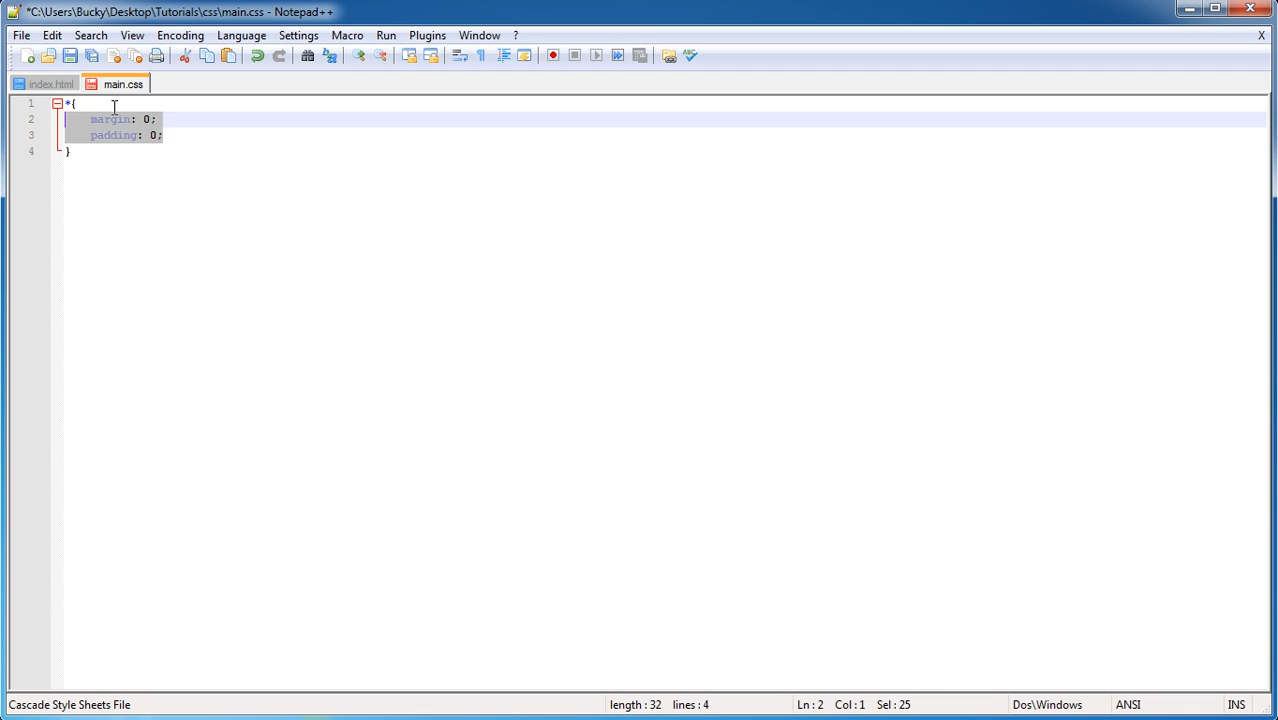 *C:\Users\Bucky\Desktop\Tutorials\css\main.css - Notepad++
File Edit Search View Encoding Language Settings Macro Run Plugins Window ? X
index.html main.css
1 *{
2 margin: 0;
3 padding: 0;
4 }
Cascade Style Sheets File length : 32 lines : 4 Ln : 2 Col : 1 Sel : 25 Dos\Windows ANSI INS